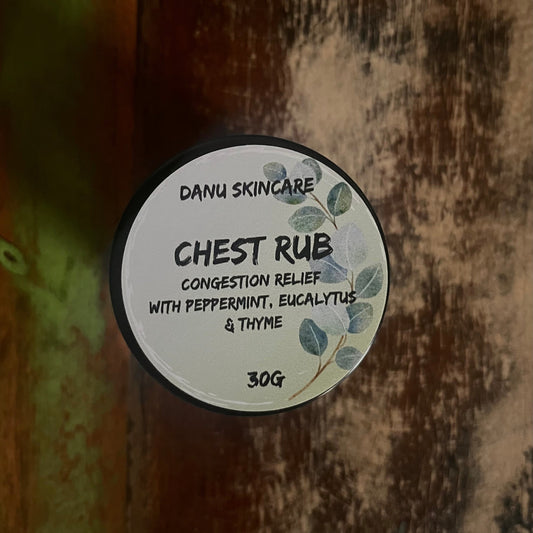 DANU SKINCARE
CHEST RUB
CONGESTION RELIEF
WITH PEPPERMINT, EUCALYTUS
& THYME
30G